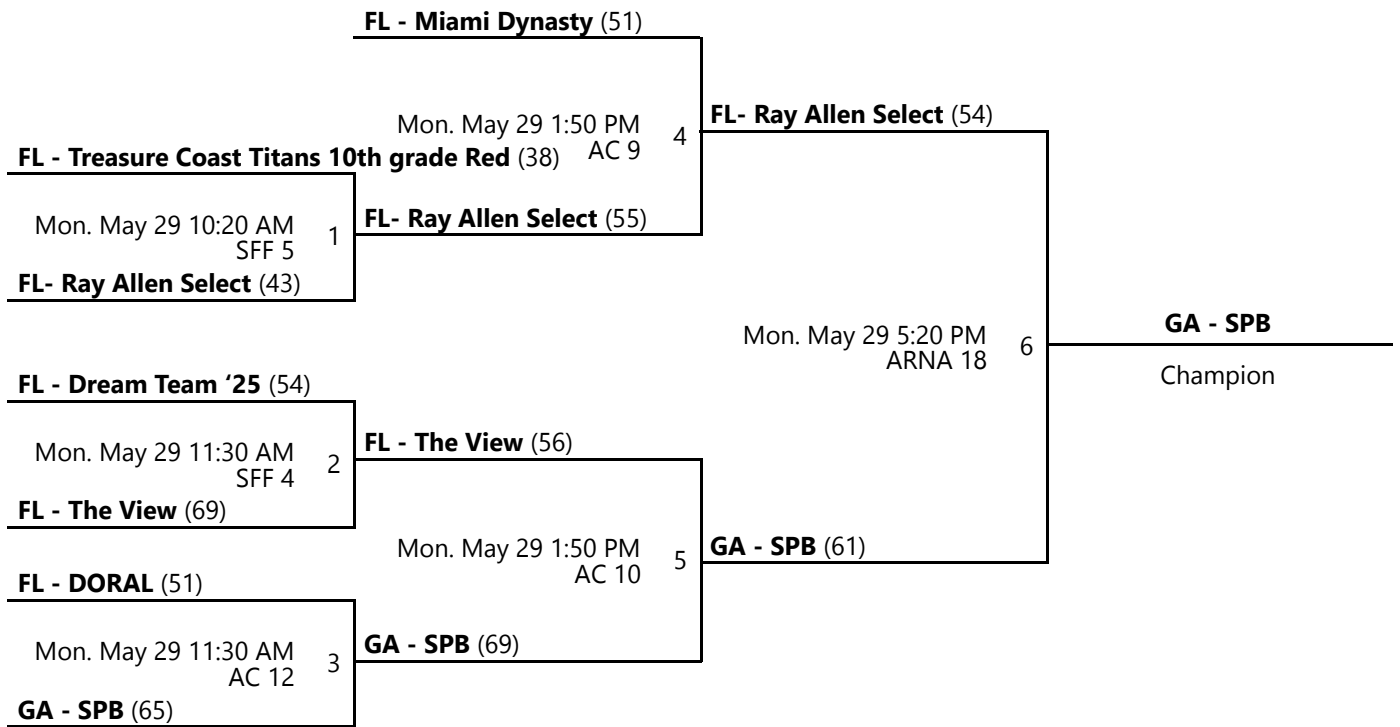 FL - Miami Dynasty (51)
Mon. May 29 1:50 PM
AC 9
4
FL- Ray Allen Select (54)
FL - Treasure Coast Titans 10th grade Red (38)
Mon. May 29 10:20 AM
SFF 5
1
FL- Ray Allen Select (55)
FL- Ray Allen Select (43)
Mon. May 29 5:20 PM
ARNA 18
6
GA - SPB
Champion
FL - Dream Team ‘25 (54)
Mon. May 29 11:30 AM
SFF 4
2
FL - The View (56)
FL - The View (69)
Mon. May 29 1:50 PM
AC 10
5
GA - SPB (61)
FL - DORAL (51)
Mon. May 29 11:30 AM
AC 12
3
GA - SPB (69)
GA - SPB (65)